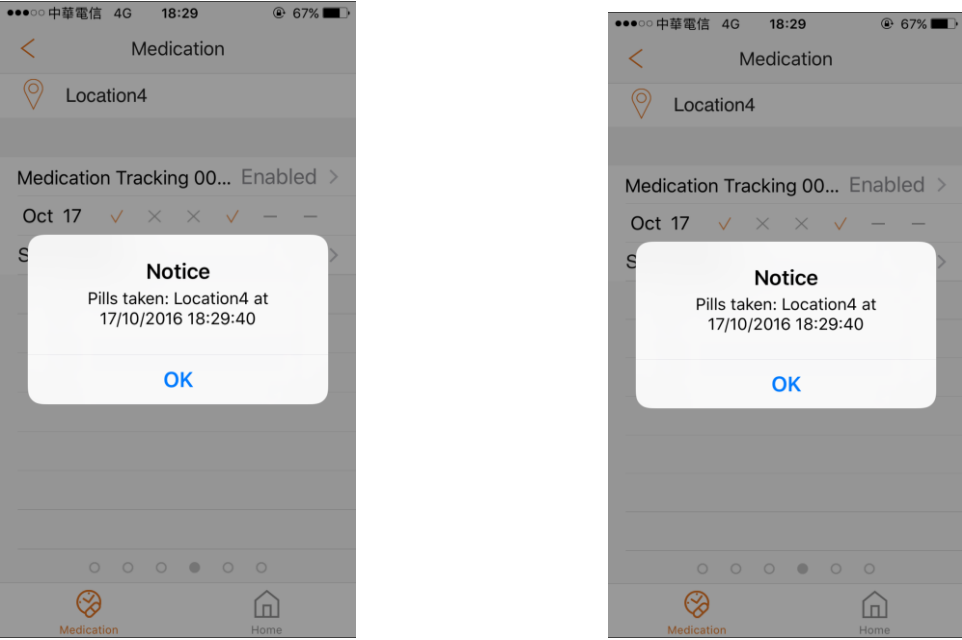 中華電信 4G 18:29 67%
Medication
Location4
Medication Tracking 00... Enabled
Oct 17
S
Notice
Pills taken: Location4 at
17/10/2016 18:29:40
OK
Medication Home
中華電信 4G 18:29 67%
Medication
Location4
Medication Tracking 00... Enabled
Oct 17
S
Notice
Pills taken: Location4 at
17/10/2016 18:29:40
OK
Medication Home